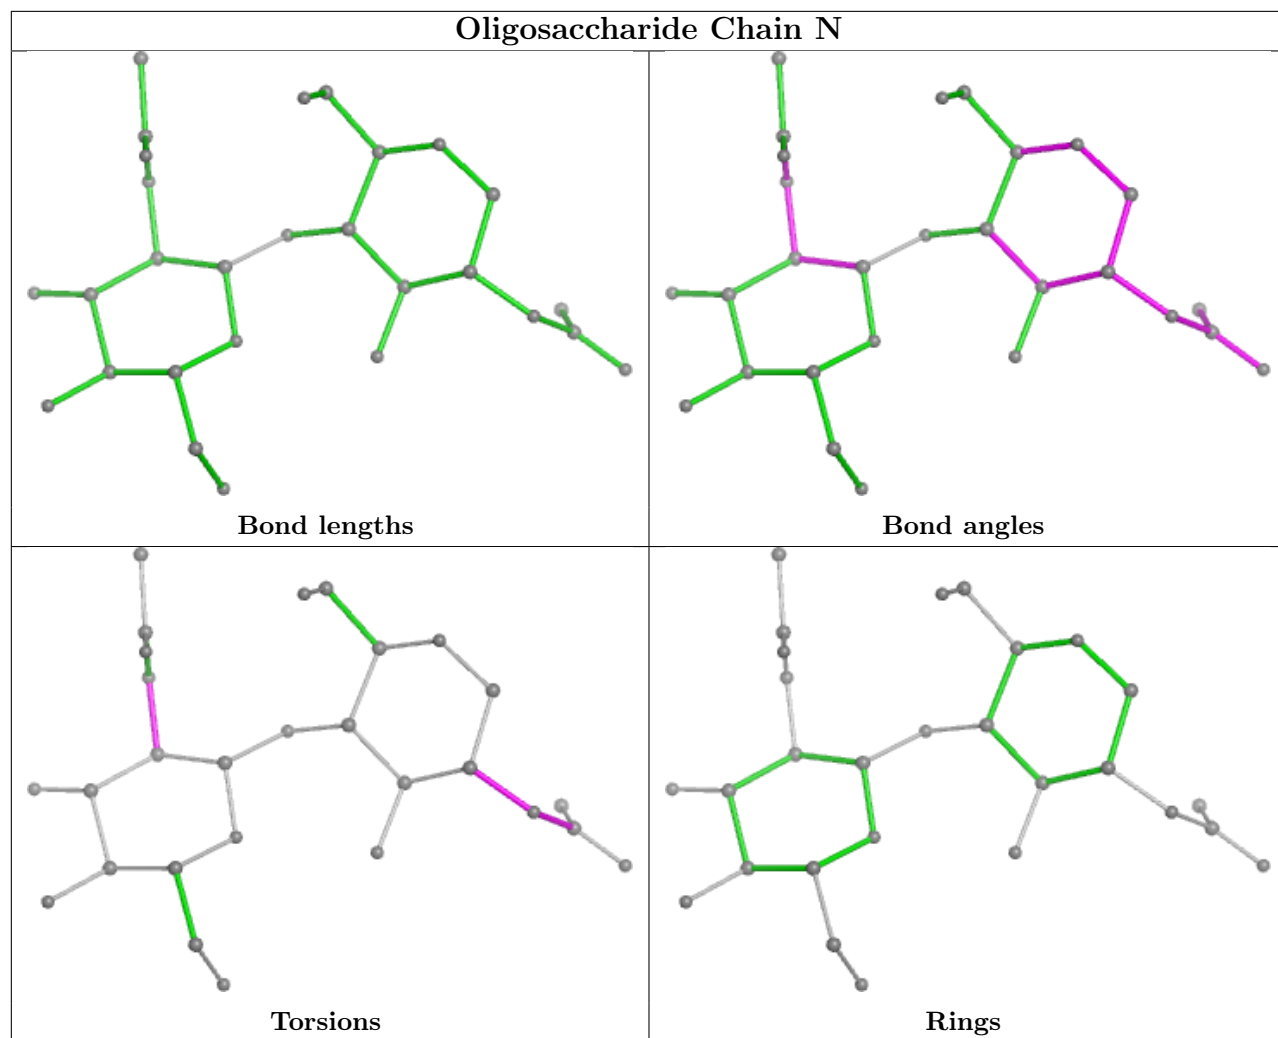 Oligosaccharide Chain N
Bond lengths
Bond angles
Torsions
Rings